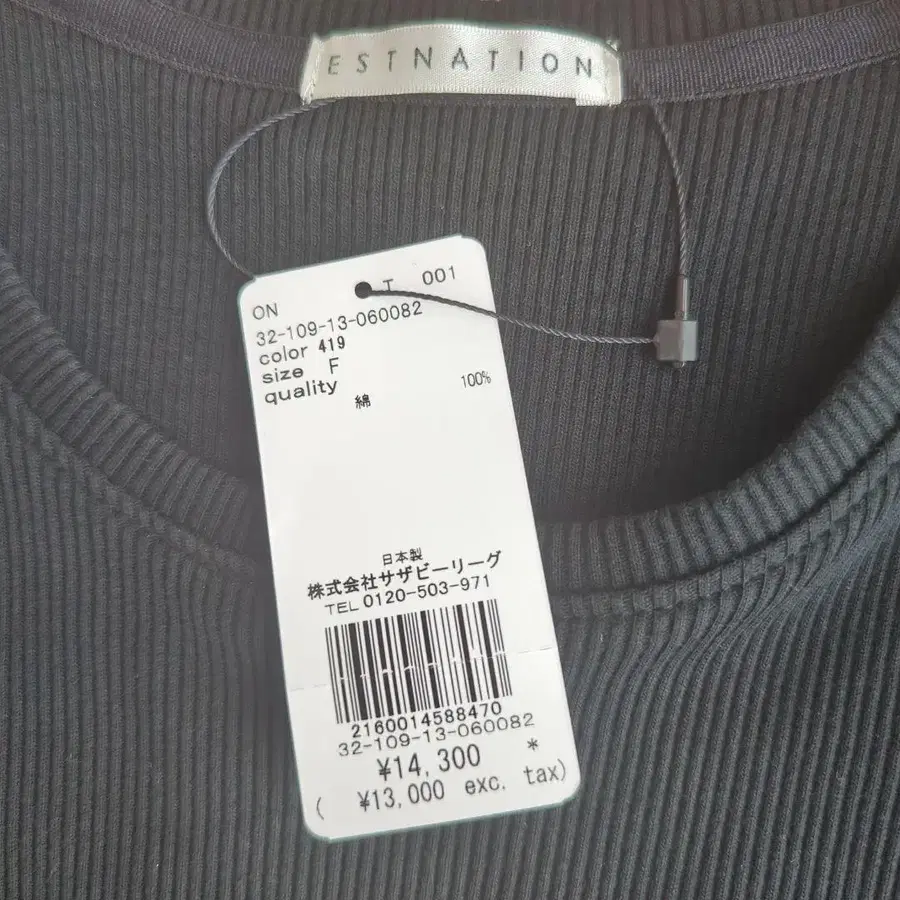 ESTNATION
ON T 001
32-109-13-060082
color 419
size F
quality
綿 100%
日本製
株式会社サザビーリーグ
TEL 0120-503-971
2160014588470
32-109-13-060082
¥14,300 *
( ¥13,000 exc. tax)